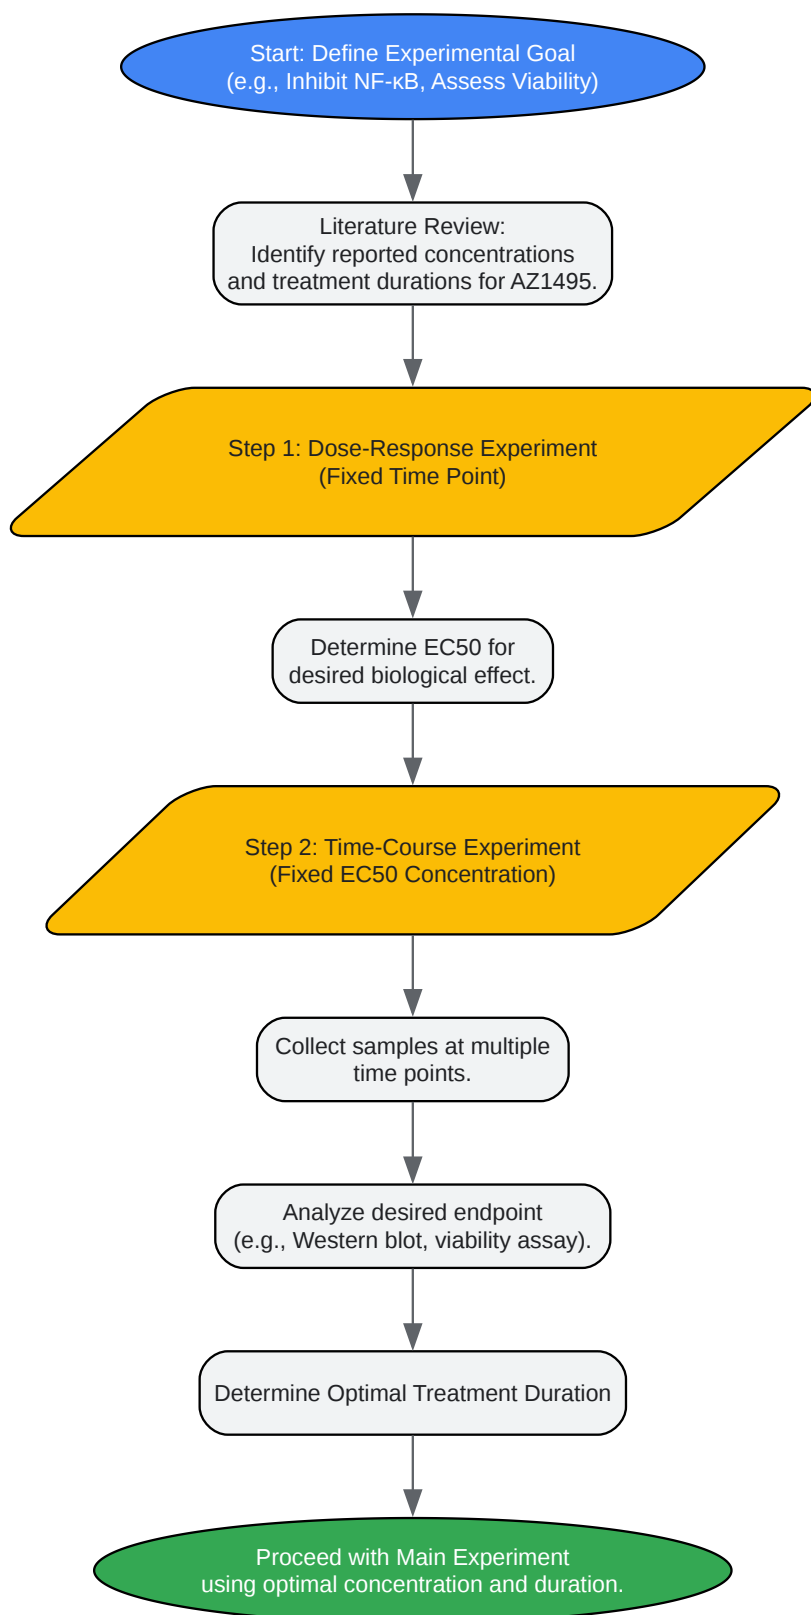 Start: Define Experimental Goal
(e.g., Inhibit NF-κB, Assess Viability)
Literature Review:
Identify reported concentrations
and treatment durations for AZ1495.
Step 1: Dose-Response Experiment
(Fixed Time Point)
Determine EC50 for
desired biological effect.
Step 2: Time-Course Experiment
(Fixed EC50 Concentration)
Collect samples at multiple
time points.
Analyze desired endpoint
(e.g., Western blot, viability assay).
Determine Optimal Treatment Duration
Proceed with Main Experiment
using optimal concentration and duration.